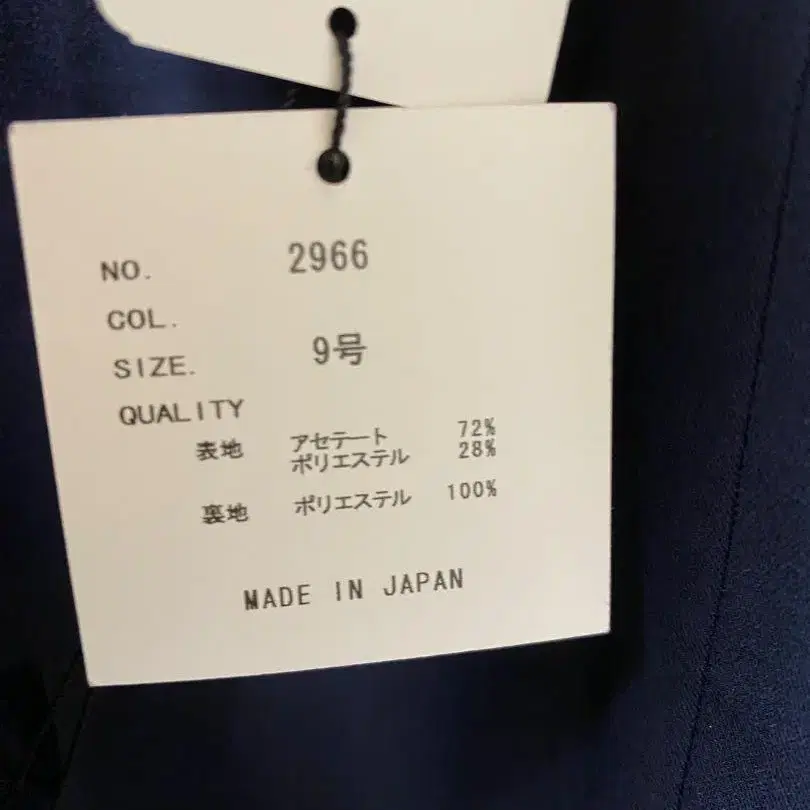 NO. 2966
COL.
SIZE. 9号
QUALITY
表地 アセテート 72%
ポリエステル 28%
裏地 ポリエステル 100%
MADE IN JAPAN